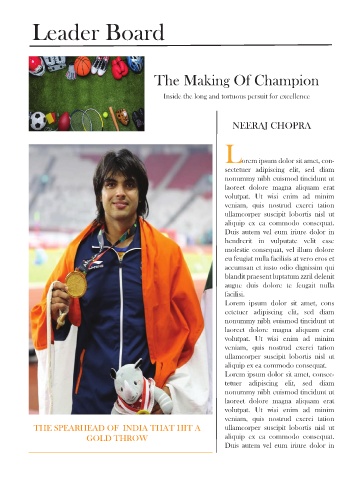 Leader Board
The Making Of Champion
Inside the long and tortuous persuit for excellence
NEERAJ CHOPRA
Lorem ipsum dolor sit amet, con-
sectetuer adipiscing elit, sed diam
nonummy nibh euismod tincidunt ut
laoreet dolore magna aliquam erat
volutpat. Ut wisi enim ad minim
veniam, quis nostrud exerci tation
ullamcorper suscipit lobortis nisl ut
aliquip ex ea commodo consequat.
Duis autem vel eum iriure dolor in
hendrerit in vulputate velit esse
molestie consequat, vel illum dolore
eu feugiat nulla facilisis at vero eros et
accumsan et iusto odio dignissim qui
blandit praesent luptatum zzril delenit
augue duis dolore te feugait nulla
facilisi.
Lorem ipsum dolor sit amet, cons
ectetuer adipiscing elit, sed diam
nonummy nibh euismod tincidunt ut
laoreet dolore magna aliquam erat
volutpat. Ut wisi enim ad minim
veniam, quis nostrud exerci tation
ullamcorper suscipit lobortis nisl ut
aliquip ex ea commodo consequat.
Lorem ipsum dolor sit amet, consec-
tetuer adipiscing elit, sed diam
nonummy nibh euismod tincidunt ut
laoreet dolore magna aliquam erat
volutpat. Ut wisi enim ad minim
veniam, quis nostrud exerci tation
ullamcorper suscipit lobortis nisl ut
aliquip ex ea commodo consequat.
Duis autem vel eum iriure dolor in
THE SPEARHEAD OF INDIA THAT HIT A
GOLD THROW